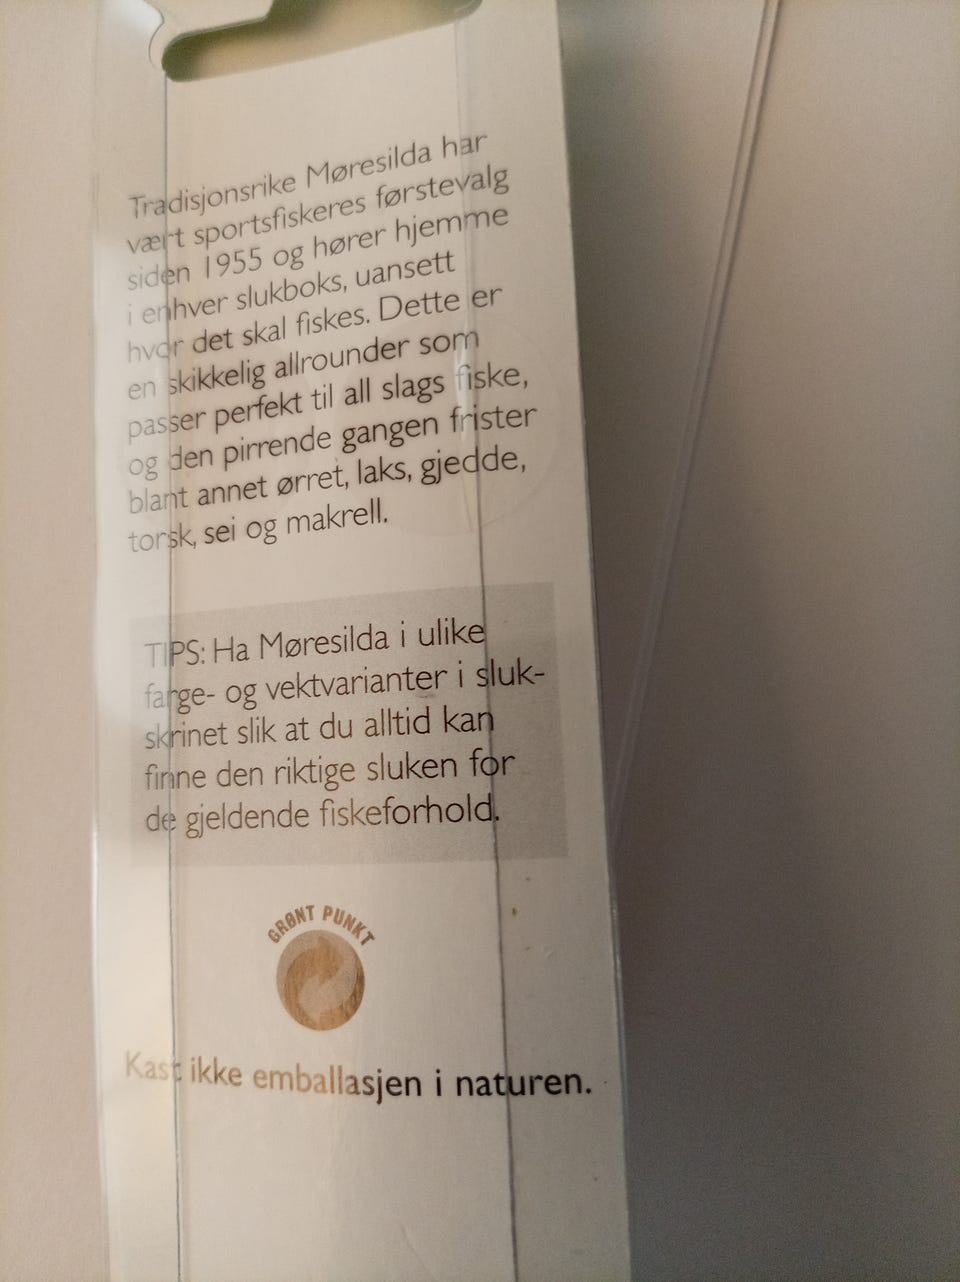 Tradisjonsrike Møresilda har
vært sportsfiskeres førstevalg
siden 1955 og hører hjemme
i enhver slukboks, uansett
hvor det skal fiskes. Dette er
en skikkelig allrounder som
passer perfekt til all slags fiske,
og den pirrende gangen frister
blant annet ørret, laks, gjedde,
torsk, sei og makrell.
TIPS: Ha Møresilda i ulike
farge- og vektvarianter i sluk-
skrinet slik at du alltid kan
finne den riktige sluken for
de gjeldende fiskeforhold.
GRØNT PUNKT
Kast ikke emballasjen i naturen.